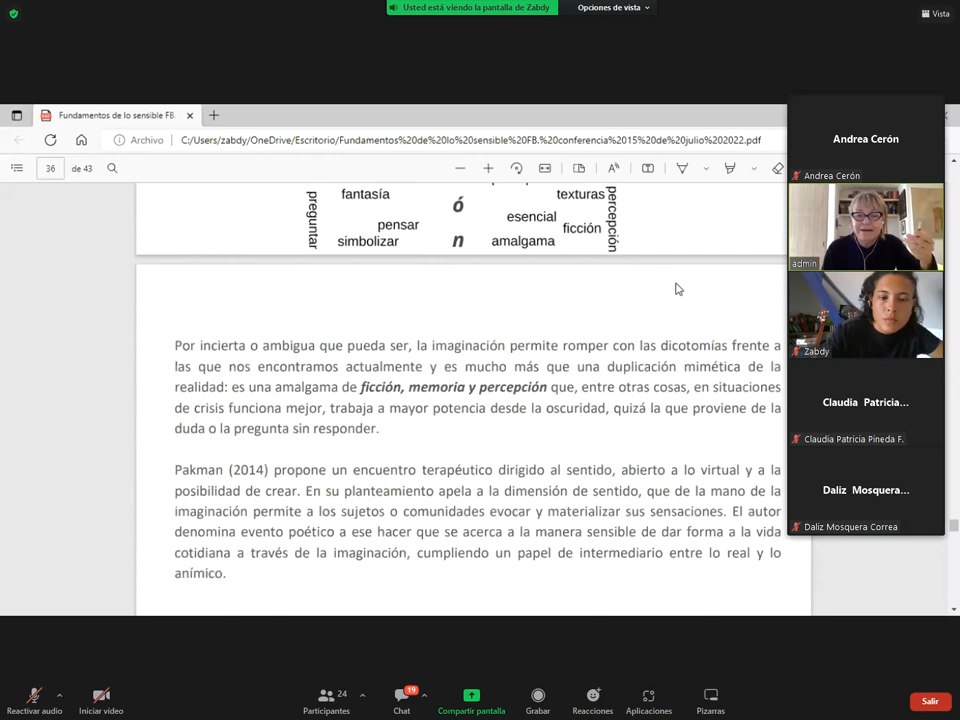 Usted está viendo la pantalla de Zabdy
Opciones de vista
Vista
Fundamentos de lo sensible FB.
Archivo
C:/Users/zabdy/OneDrive/Escritorio/Fundamentos%20de%20lo%20sensible%20FB.%20conferencia%2015%20de%20julio%202022.pdf
36
de 43
preguntar
fantasía
pensar
simbolizar
ó
n
texturas
esencial
ficción
amalgama
percepción
Por incierta o ambigua que pueda ser, la imaginación permite romper con las dicotomías frente a
las que nos encontramos actualmente y es mucho más que una duplicación mimética de la
realidad: es una amalgama de ficción, memoria y percepción que, entre otras cosas, en situaciones
de crisis funciona mejor, trabaja a mayor potencia desde la oscuridad, quizá la que proviene de la
duda o la pregunta sin responder.
Pakman (2014) propone un encuentro terapéutico dirigido al sentido, abierto a lo virtual y a la
posibilidad de crear. En su planteamiento apela a la dimensión de sentido, que de la mano de la
imaginación permite a los sujetos o comunidades evocar y materializar sus sensaciones. El autor
denomina evento poético a ese hacer que se acerca a la manera sensible de dar forma a la vida
cotidiana a través de la imaginación, cumpliendo un papel de intermediario entre lo real y lo
anímico.
Andrea Cerón
Andrea Cerón
admin
Zabdy
Claudia Patricia...
Claudia Patricia Pineda F.
Daliz Mosquera...
Daliz Mosquera Correa
Reactivar audio
Iniciar video
24
Participantes
19
Chat
Compartir pantalla
Grabar
Reacciones
Aplicaciones
Pizarras
Salir